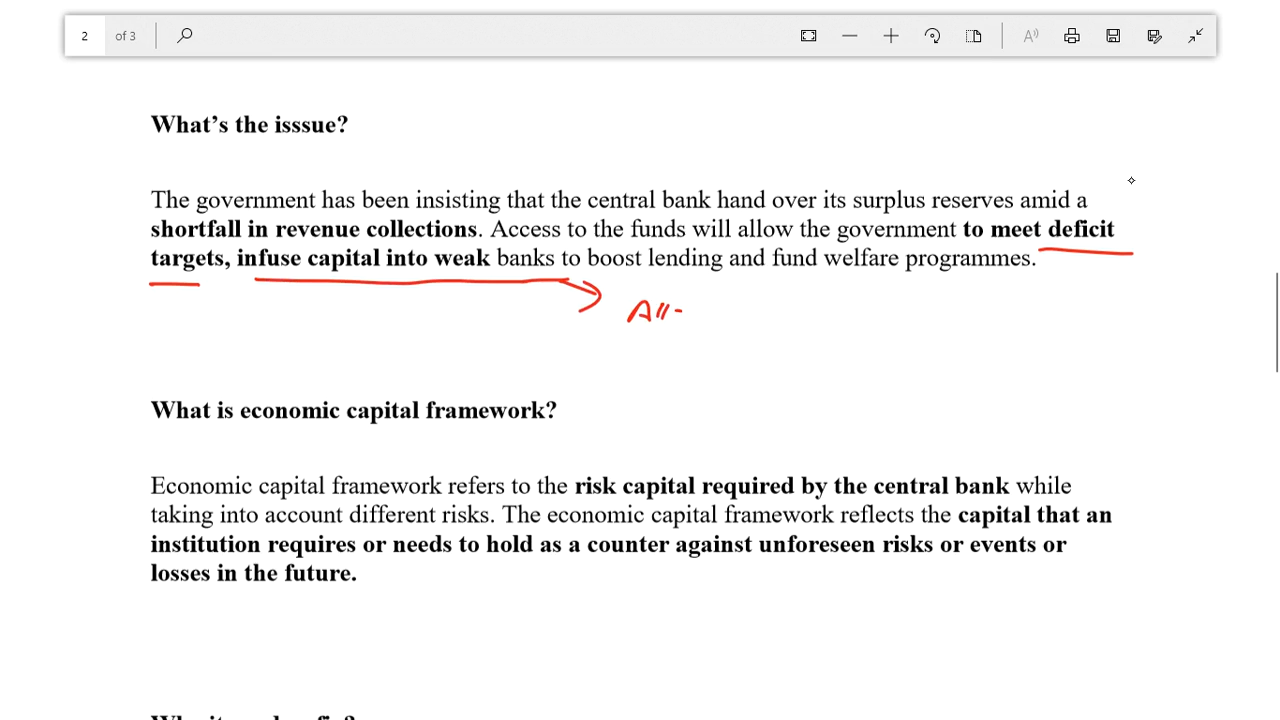 2 of 3
What's the isssue?
The government has been insisting that the central bank hand over its surplus reserves amid a
shortfall in revenue collections. Access to the funds will allow the government to meet deficit
targets, infuse capital into weak banks to boost lending and fund welfare programmes.
What is economic capital framework?
Economic capital framework refers to the risk capital required by the central bank while
taking into account different risks. The economic capital framework reflects the capital that an
institution requires or needs to hold as a counter against unforeseen risks or events or
losses in the future.